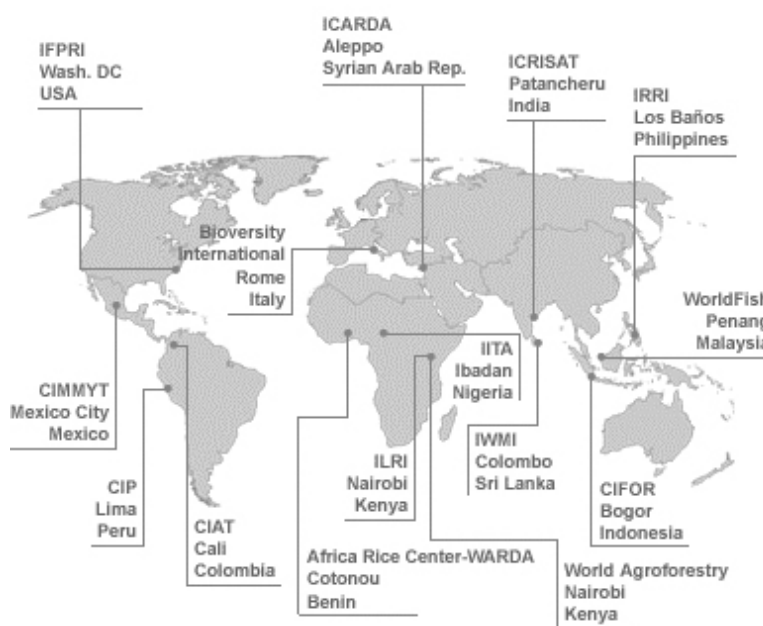 ICARDA
Aleppo
Syrian Arab Rep.
IFPRI
Wash. DC
USA
ICRISAT
Patancheru
India
IRRI
Los Baños
Philippines
Bioversity
International
Rome
Italy
WorldFish
Penang
Malaysia
IITA
Ibadan
Nigeria
CIMMYT
Mexico City
Mexico
IWMI
Colombo
Sri Lanka
ILRI
Nairobi
Kenya
CIP
Lima
Peru
CIFOR
Bogor
Indonesia
CIAT
Cali
Colombia
Africa Rice Center-WARDA
Cotonou
Benin
World Agroforestry
Nairobi
Kenya